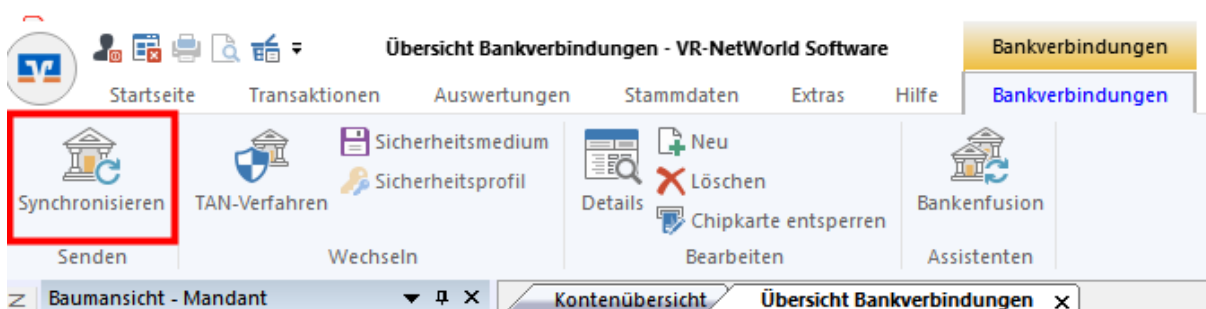 Übersicht Bankverbindungen - VR-NetWorld Software
Bankverbindungen
Startseite Transaktionen Auswertungen Stammdaten Extras Hilfe Bankverbindungen
Synchronisieren
TAN-Verfahren
Sicherheitsmedium
Sicherheitsprofil
Details
Neu
Löschen
Chipkarte entsperren
Bankenfusion
Senden Wechseln Bearbeiten Assistenten
Baumansicht - Mandant
Kontenübersicht
Übersicht Bankverbindungen